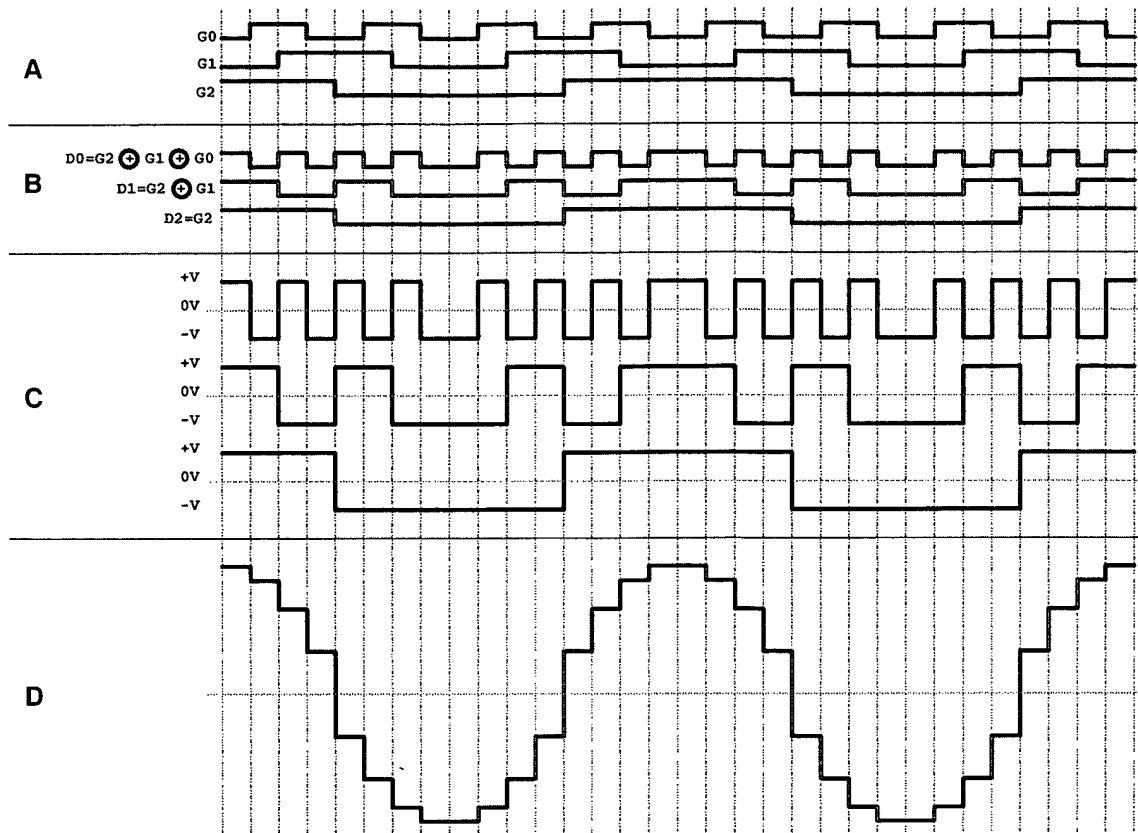 G0
A
G1
G2
D0=G2 ⊕ G1 ⊕ G0
B
D1=G2 ⊕ G1
D2=G2
+V
0V
-V
+V
C
0V
-V
+V
0V
-V
D